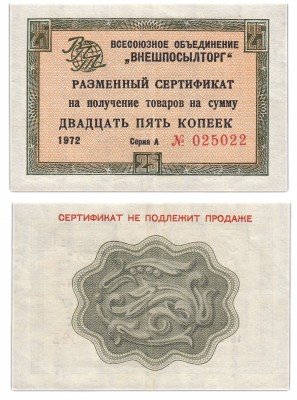 ВСЕСОЮЗНОЕ ОБЪЕДИНЕНИЕ
„ВНЕШПОСЫЛТОРГ"
РАЗМЕННЫЙ СЕРТИФИКАТ
на получение товаров на сумму
ДВАДЦАТЬ ПЯТЬ КОПЕЕК
1972 Серия А № 025022
СЕРТИФИКАТ НЕ ПОДЛЕЖИТ ПРОДАЖЕ